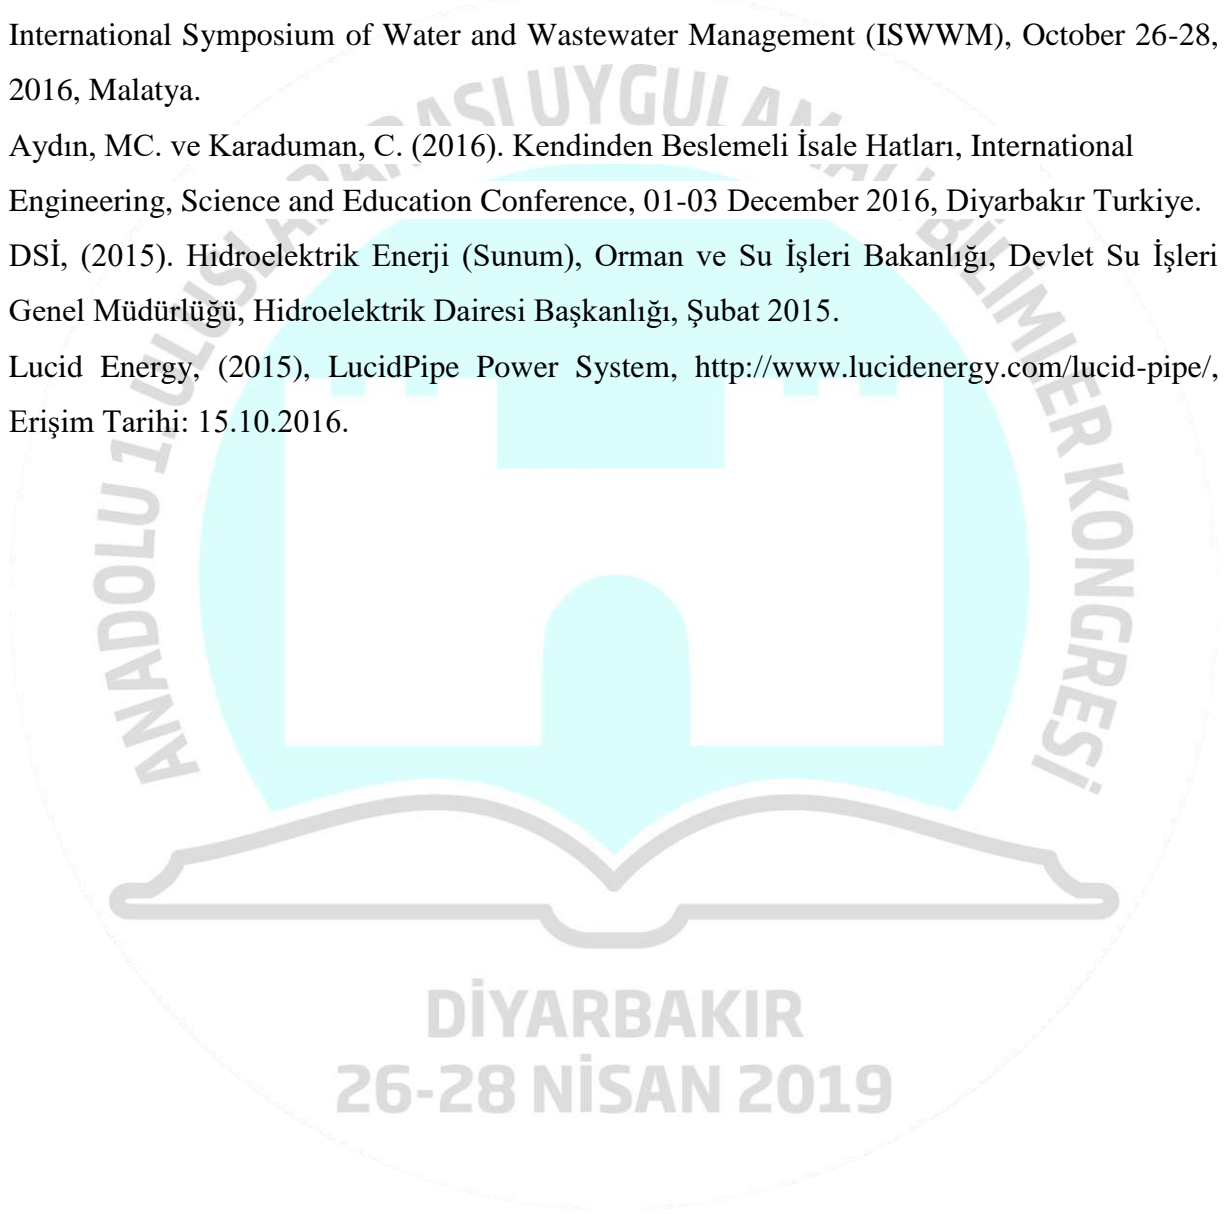 International Symposium of Water and Wastewater Management (ISWWM), October 26-28,
2016, Malatya.
Aydın, MC. ve Karaduman, C. (2016). Kendinden Beslemeli İsale Hatları, International
Engineering, Science and Education Conference, 01-03 December 2016, Diyarbakır Turkiye.
DSİ, (2015). Hidroelektrik Enerji (Sunum), Orman ve Su İşleri Bakanlığı, Devlet Su İşleri
Genel Müdürlüğü, Hidroelektrik Dairesi Başkanlığı, Şubat 2015.
Lucid Energy, (2015), LucidPipe Power System, http://www.lucidenergy.com/lucid-pipe/,
Erişim Tarihi: 15.10.2016.
ANADOLU 1. ULUSLARARASI UYGULAMALI BİLİMLER KONGRESİ
DİYARBAKIR
26-28 NİSAN 2019